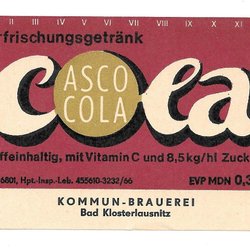 II III IV V VI VII VIII IX X XI XII
rfrischungsgetränk
cola
ASCO
COLA
ffeinhaltig, mit Vitamin C und 8,5 kg/hl Zuck
6801, Hpt.-Insp.-Leb. 455610-3232/66
EVP MDN 0,3
KOMMUN-BRAUEREI
Bad Klosterlausnitz